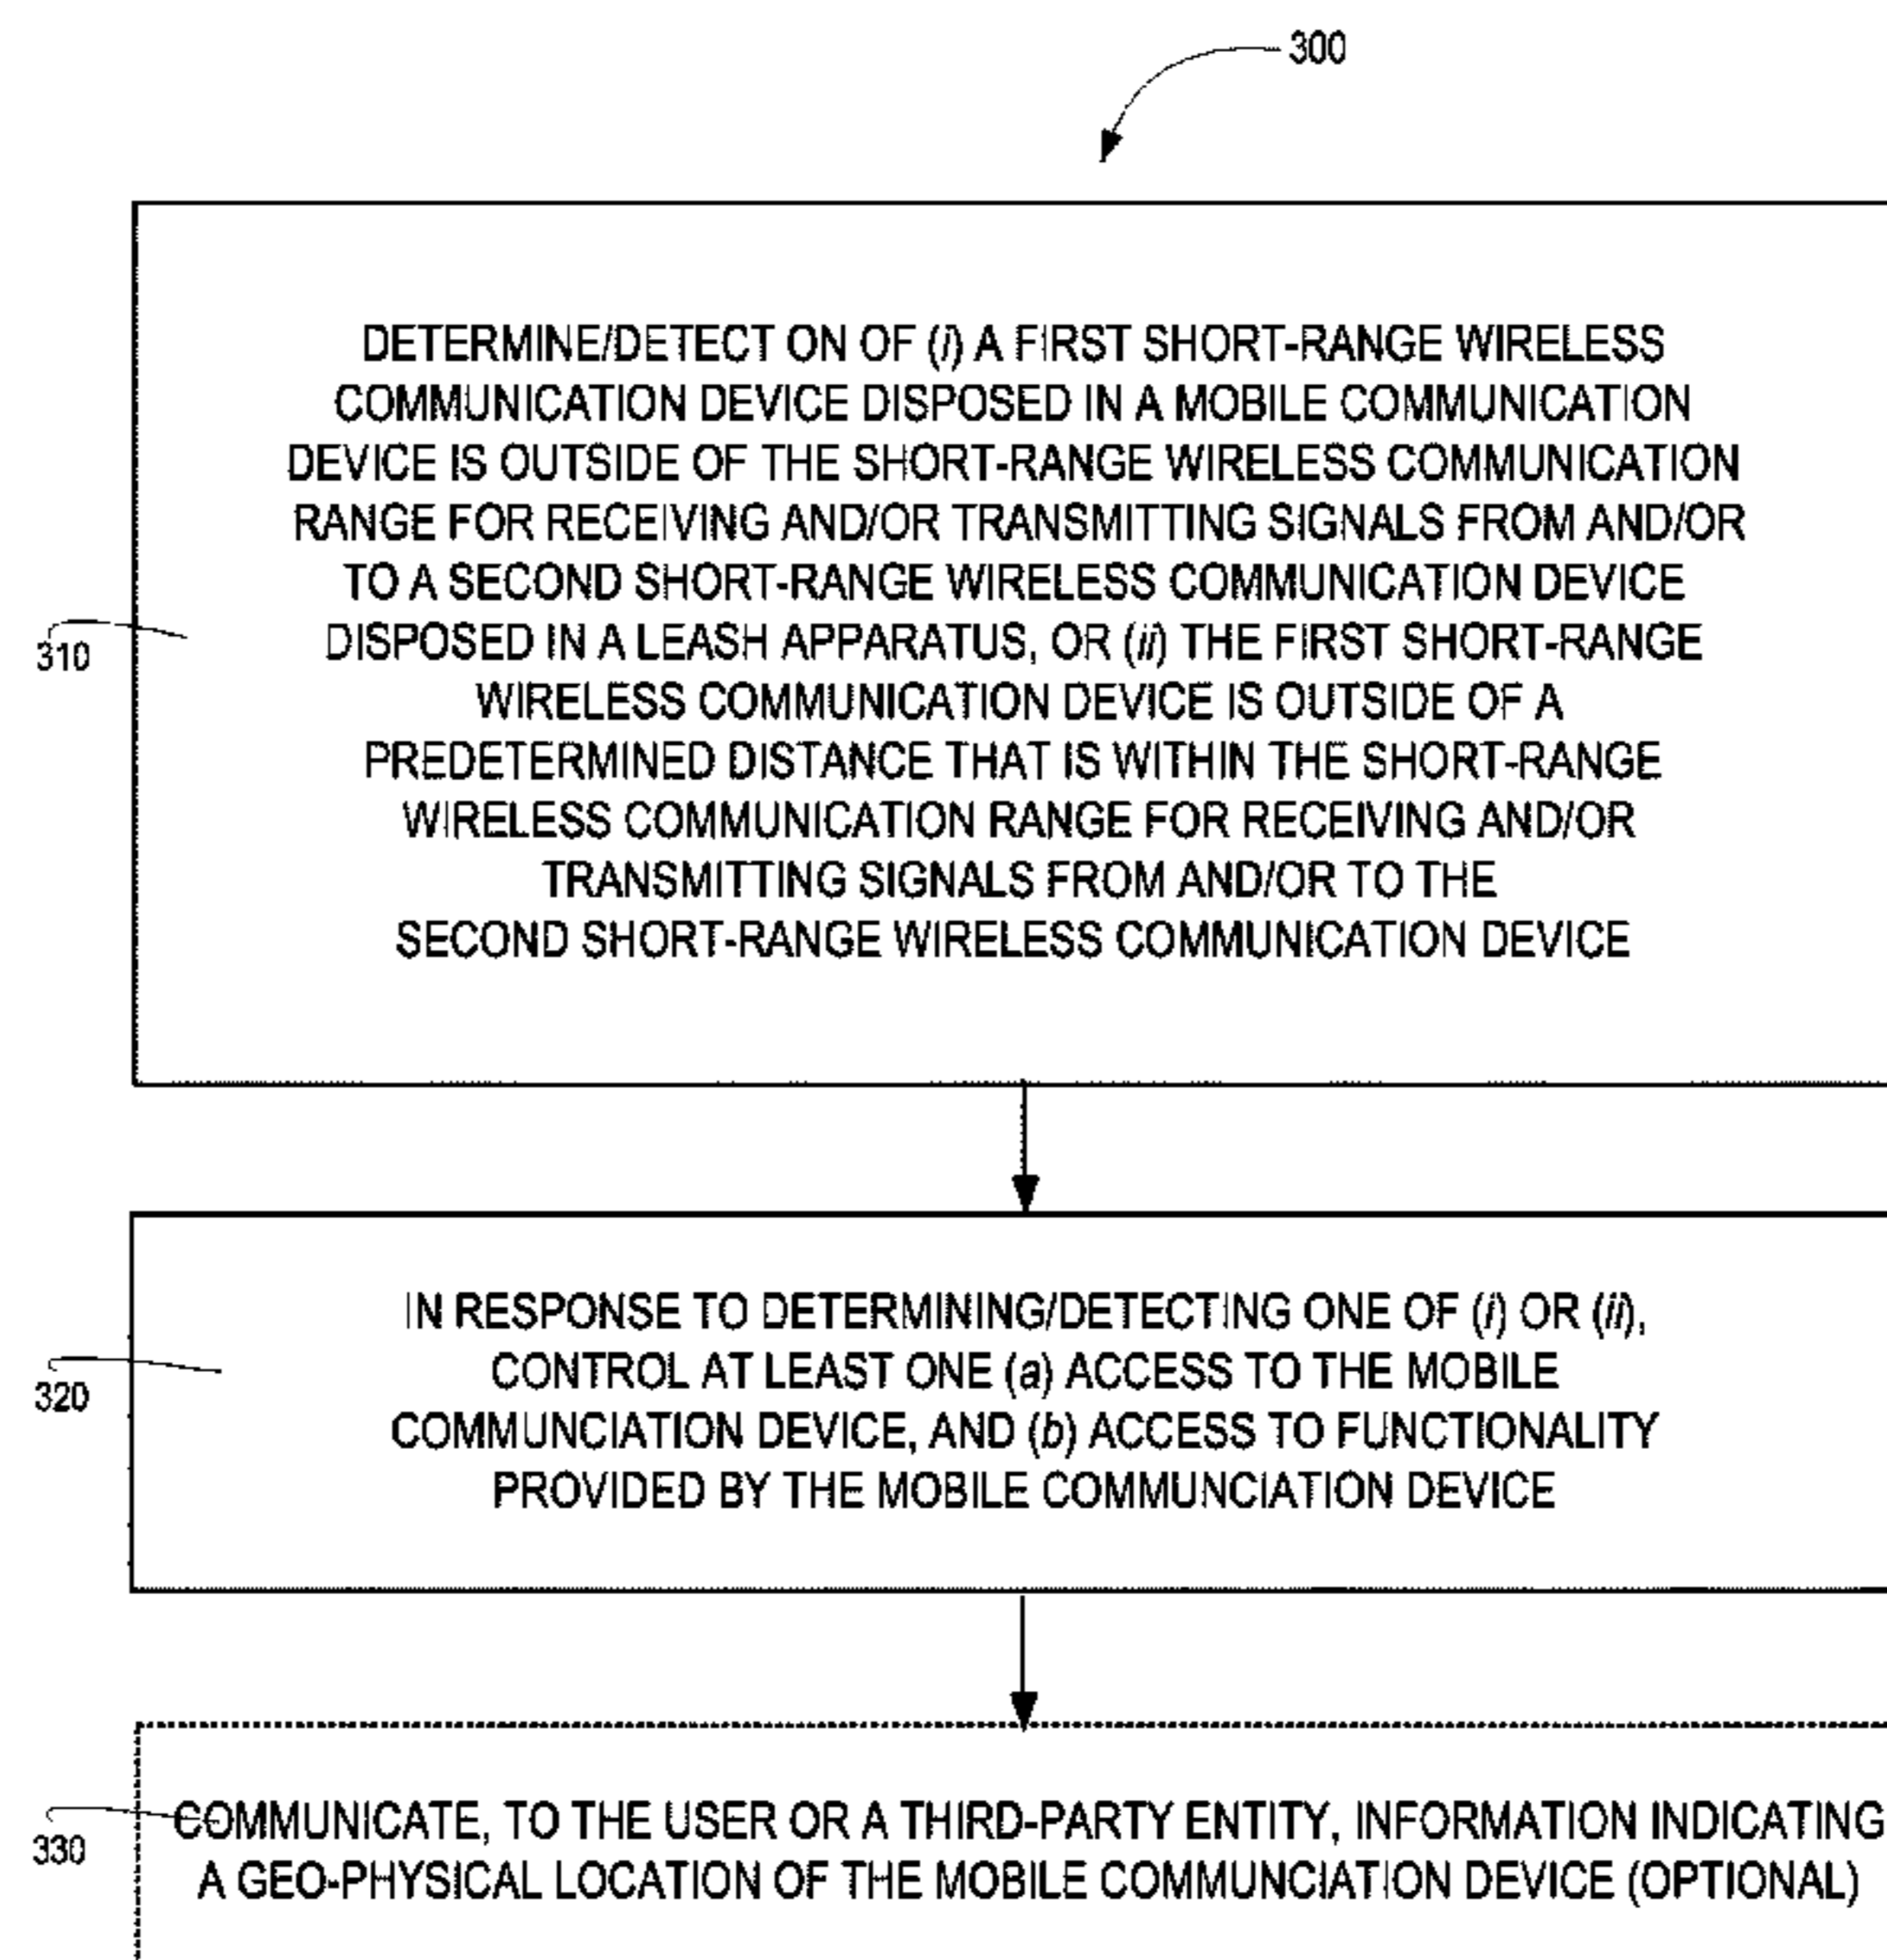 300
DETERMINE/DETECT ON OF (i) A FIRST SHORT-RANGE WIRELESS
COMMUNICATION DEVICE DISPOSED IN A MOBILE COMMUNICATION
DEVICE IS OUTSIDE OF THE SHORT-RANGE WIRELESS COMMUNICATION
RANGE FOR RECEIVING AND/OR TRANSMITTING SIGNALS FROM AND/OR
TO A SECOND SHORT-RANGE WIRELESS COMMUNICATION DEVICE
DISPOSED IN A LEASH APPARATUS, OR (ii) THE FIRST SHORT-RANGE
WIRELESS COMMUNICATION DEVICE IS OUTSIDE OF A
PREDETERMINED DISTANCE THAT IS WITHIN THE SHORT-RANGE
WIRELESS COMMUNICATION RANGE FOR RECEIVING AND/OR
TRANSMITTING SIGNALS FROM AND/OR TO THE
SECOND SHORT-RANGE WIRELESS COMMUNICATION DEVICE
310
IN RESPONSE TO DETERMINING/DETECTING ONE OF (i) OR (ii),
CONTROL AT LEAST ONE (a) ACCESS TO THE MOBILE
COMMUNCIATION DEVICE, AND (b) ACCESS TO FUNCTIONALITY
PROVIDED BY THE MOBILE COMMUNCIATION DEVICE
320
COMMUNICATE, TO THE USER OR A THIRD-PARTY ENTITY, INFORMATION INDICATING
A GEO-PHYSICAL LOCATION OF THE MOBILE COMMUNCIATION DEVICE (OPTIONAL)
330